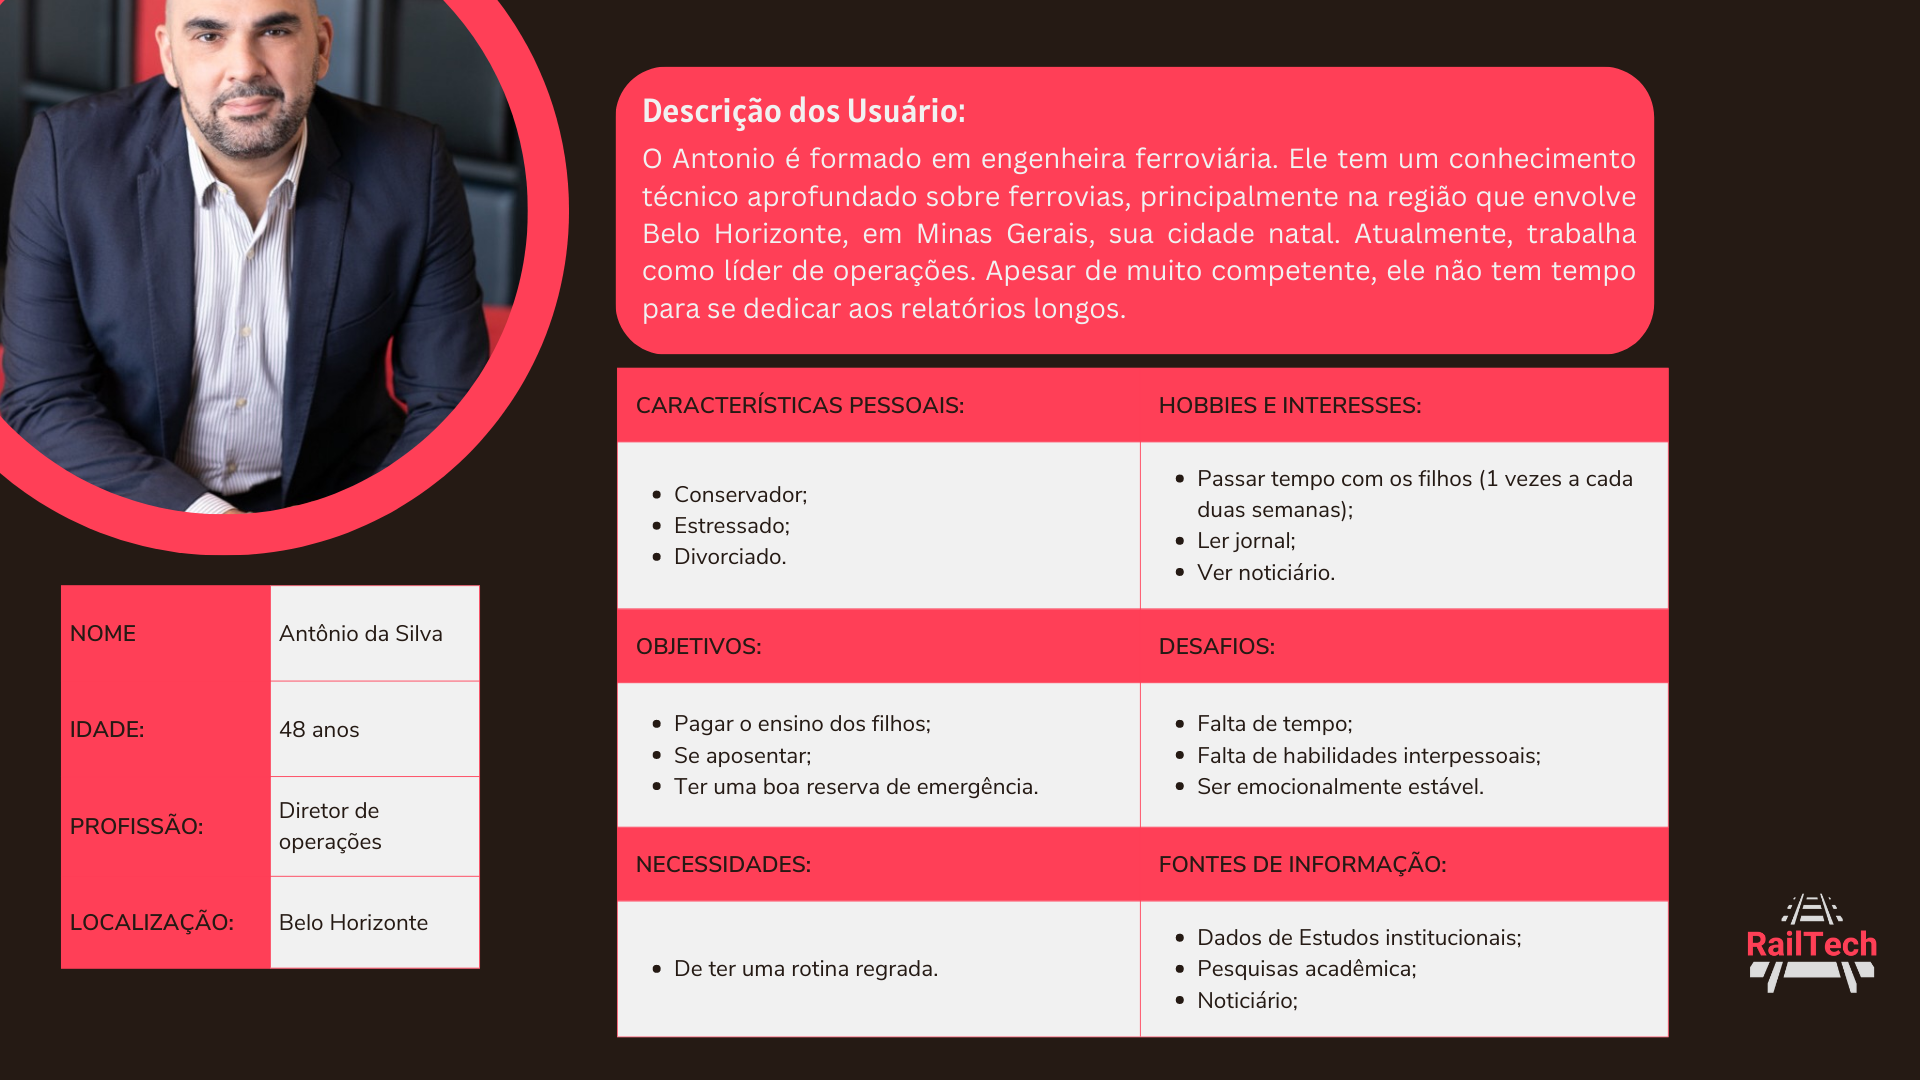 Descrição dos Usuário:
O Antonio é formado em engenheira ferroviária. Ele tem um conhecimento
técnico aprofundado sobre ferrovias, principalmente na região que envolve
Belo Horizonte, em Minas Gerais, sua cidade natal. Atualmente, trabalha
como líder de operações. Apesar de muito competente, ele não tem tempo
para se dedicar aos relatórios longos.
NOME
Antônio da Silva
IDADE:
48 anos
PROFISSÃO:
Diretor de
operações
LOCALIZAÇÃO:
Belo Horizonte
CARACTERÍSTICAS PESSOAIS:
• Conservador;
• Estressado;
• Divorciado.
HOBBIES E INTERESSES:
• Passar tempo com os filhos (1 vezes a cada
duas semanas);
• Ler jornal;
• Ver noticiário.
OBJETIVOS:
• Pagar o ensino dos filhos;
• Se aposentar;
• Ter uma boa reserva de emergência.
DESAFIOS:
• Falta de tempo;
• Falta de habilidades interpessoais;
• Ser emocionalmente estável.
NECESSIDADES:
• De ter uma rotina regrada.
FONTES DE INFORMAÇÃO:
• Dados de Estudos institucionais;
• Pesquisas acadêmica;
• Noticiário;
RailTech